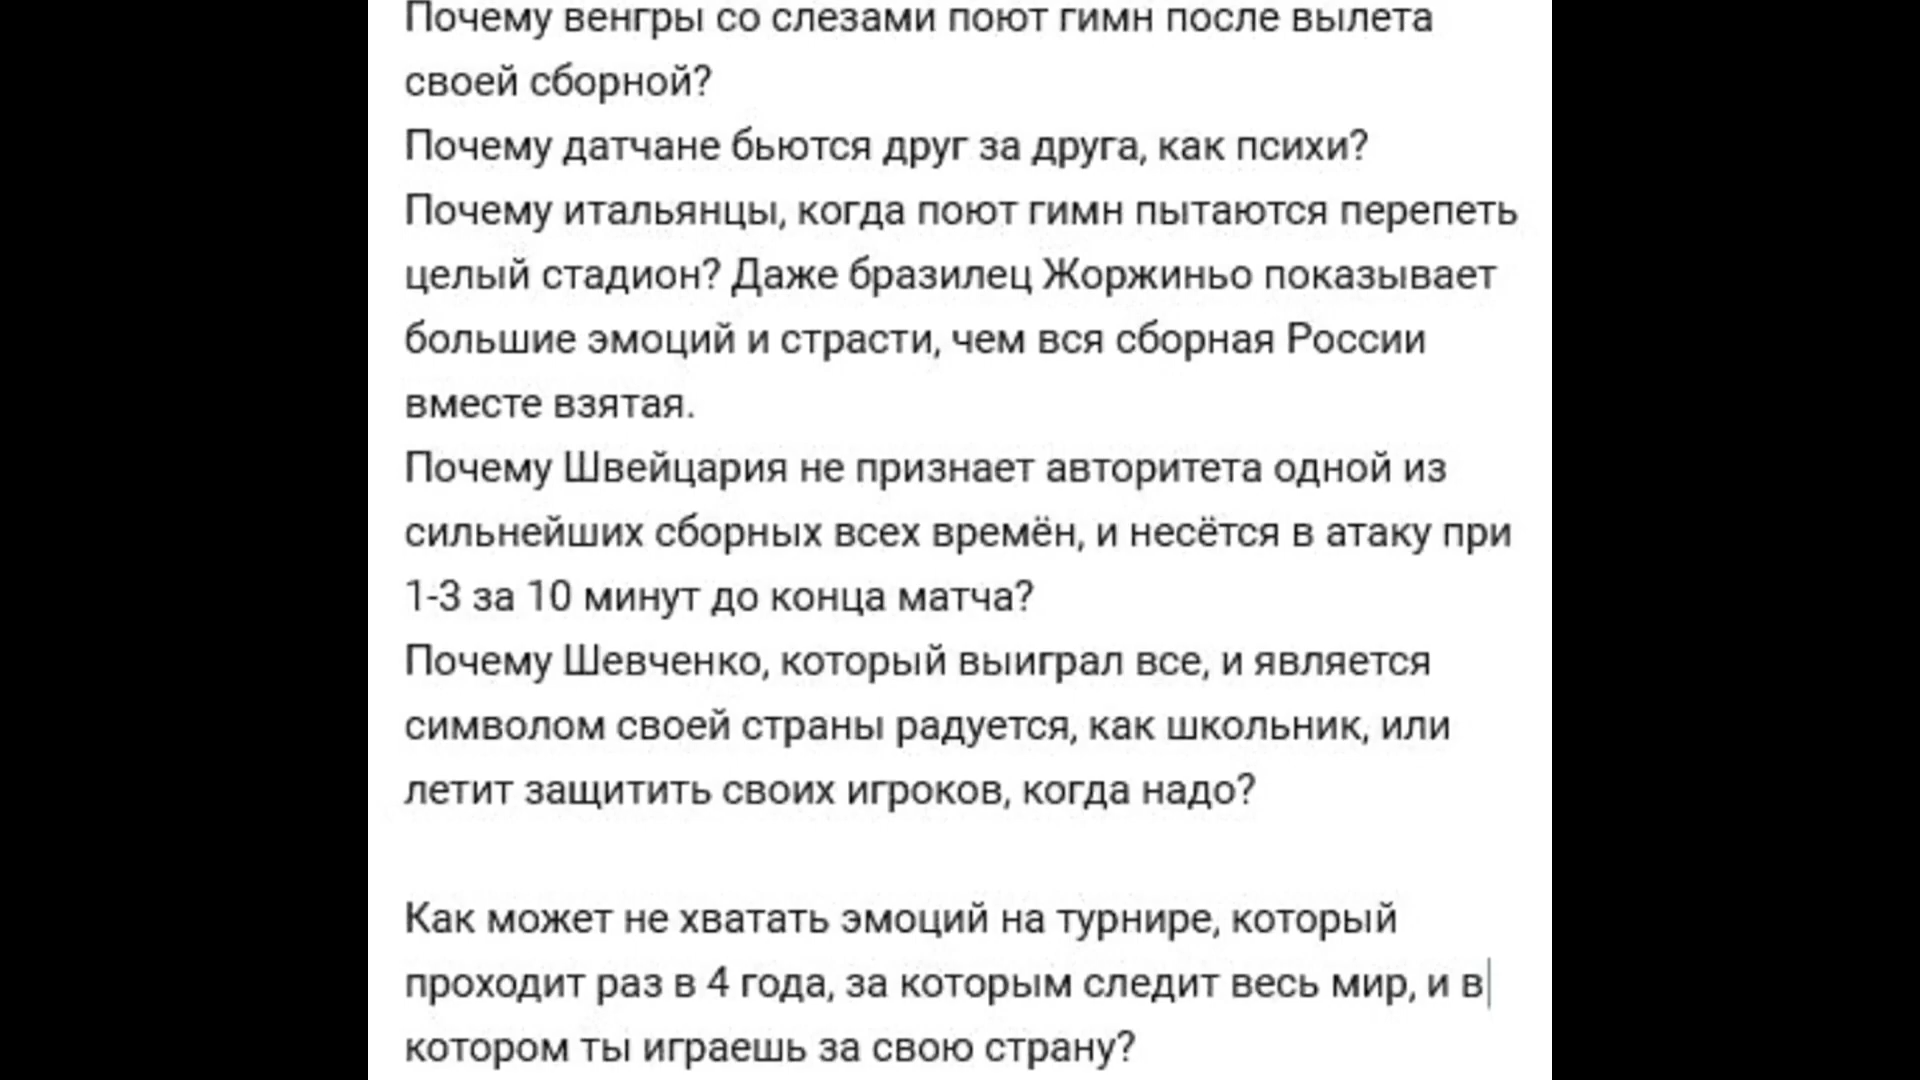 Почему венгры со слезами поют гимн после вылета
своей сборной?
Почему датчане бьются друг за друга, как психи?
Почему итальянцы, когда поют гимн пытаются перепеть
целый стадион? Даже бразилец Жоржиньо показывает
большие эмоций и страсти, чем вся сборная России
вместе взятая.
Почему Швейцария не признает авторитета одной из
сильнейших сборных всех времён, и несётся в атаку при
1-3 за 10 минут до конца матча?
Почему Шевченко, который выиграл все, и является
символом своей страны радуется, как школьник, или
летит защитить своих игроков, когда надо?
Как может не хватать эмоций на турнире, который
проходит раз в 4 года, за которым следит весь мир, и в
котором ты играешь за свою страну?